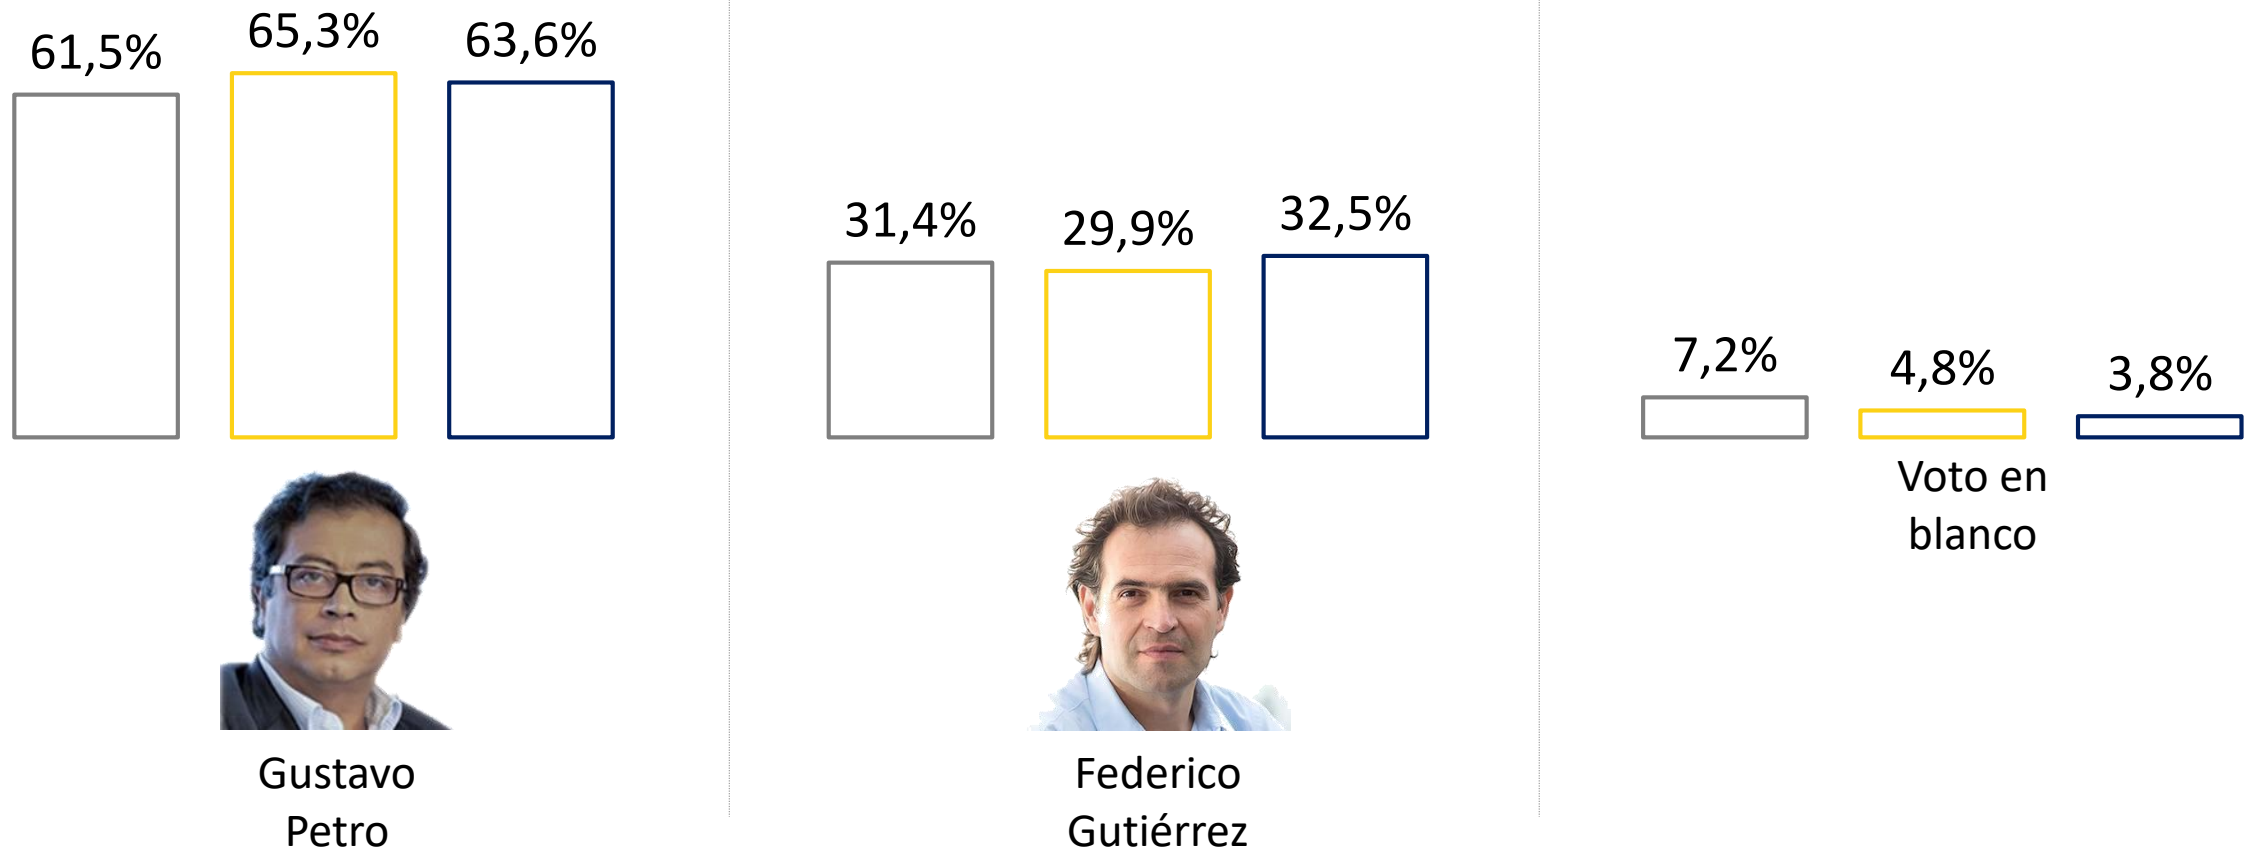 61,5%
65,3%
63,6%
Gustavo
Petro
31,4%
29,9%
32,5%
Federico
Gutiérrez
7,2%
4,8%
3,8%
Voto en
blanco